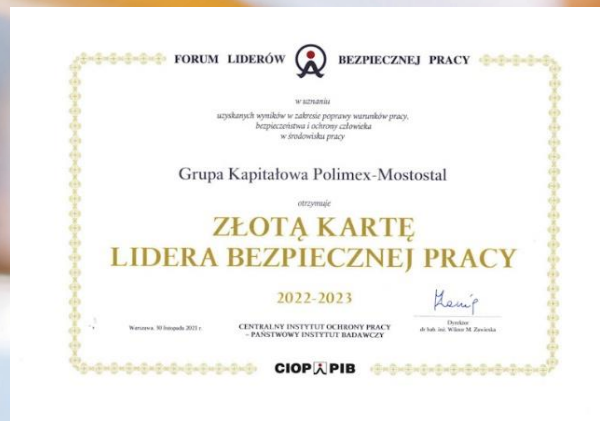 FORUM LIDERÓW BEZPIECZNEJ PRACY
w uznaniu
uzyskanych wyników w zakresie poprawy warunków pracy,
bezpieczeństwa i ochrony człowieka
w środowisku pracy
Grupa Kapitałowa Polimex-Mostostal
otrzymuje
ZŁOTĄ KARTĘ
LIDERA BEZPIECZNEJ PRACY
2022-2023
Warszawa, 30 listopada 2021 r.
CENTRALNY INSTYTUT OCHRONY PRACY
– PAŃSTWOWY INSTYTUT BADAWCZY
Dyrektor
dr hab. inż. Wiktor M. Zawieska
CIOP PIB